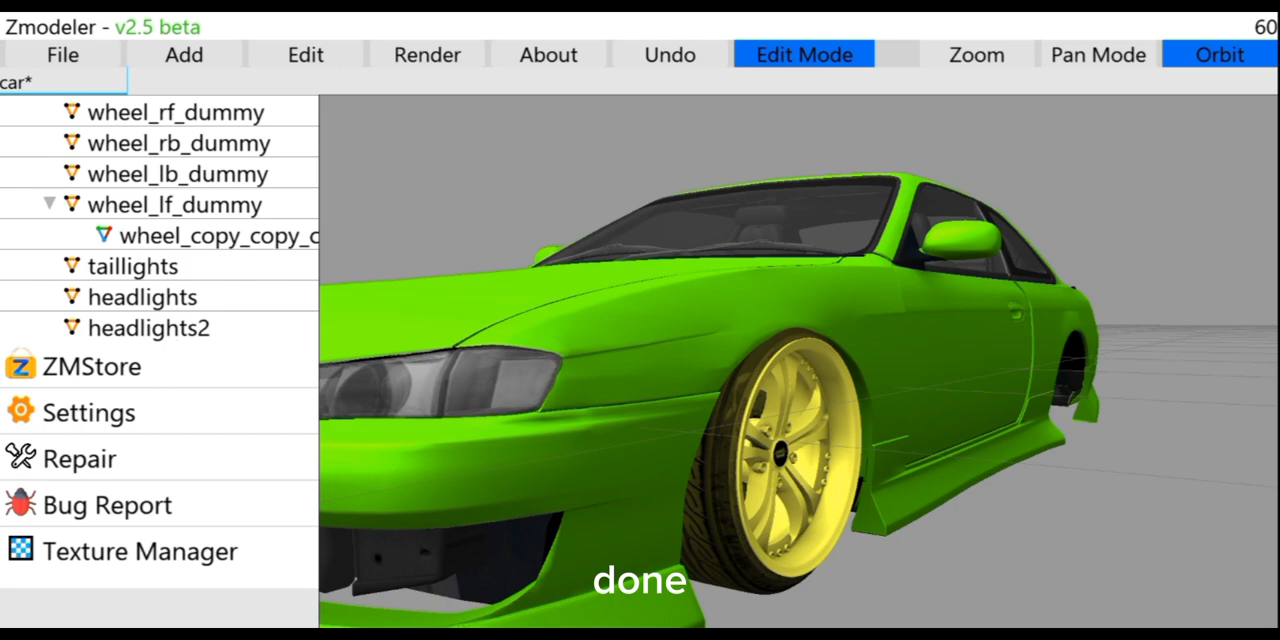 Zmodeler - v2.5 beta
60
File Add Edit Render About Undo Edit Mode Zoom Pan Mode Orbit
car*
wheel_rf_dummy
wheel_rb_dummy
wheel_lb_dummy
wheel_lf_dummy
wheel_copy_copy_c
taillights
headlights
headlights2
ZMStore
Settings
Repair
Bug Report
Texture Manager
done